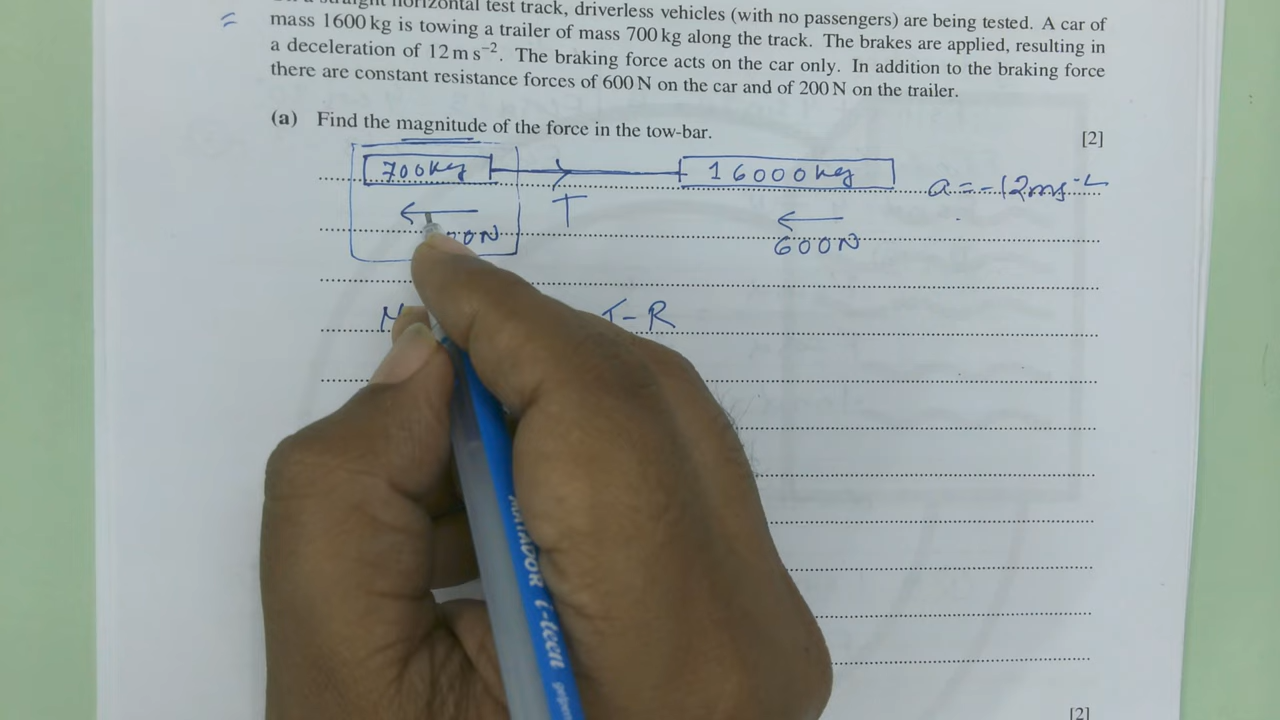 a straight horizontal test track, driverless vehicles (with no passengers) are being tested. A car of
mass 1600 kg is towing a trailer of mass 700 kg along the track. The brakes are applied, resulting in
a deceleration of 12 m s⁻². The braking force acts on the car only. In addition to the braking force
there are constant resistance forces of 600 N on the car and of 200 N on the trailer.
(a) Find the magnitude of the force in the tow-bar.
[2]
700kg
16000kg
a = -12ms⁻²
T
600N
T-R
MATADOR i-teen
[2]